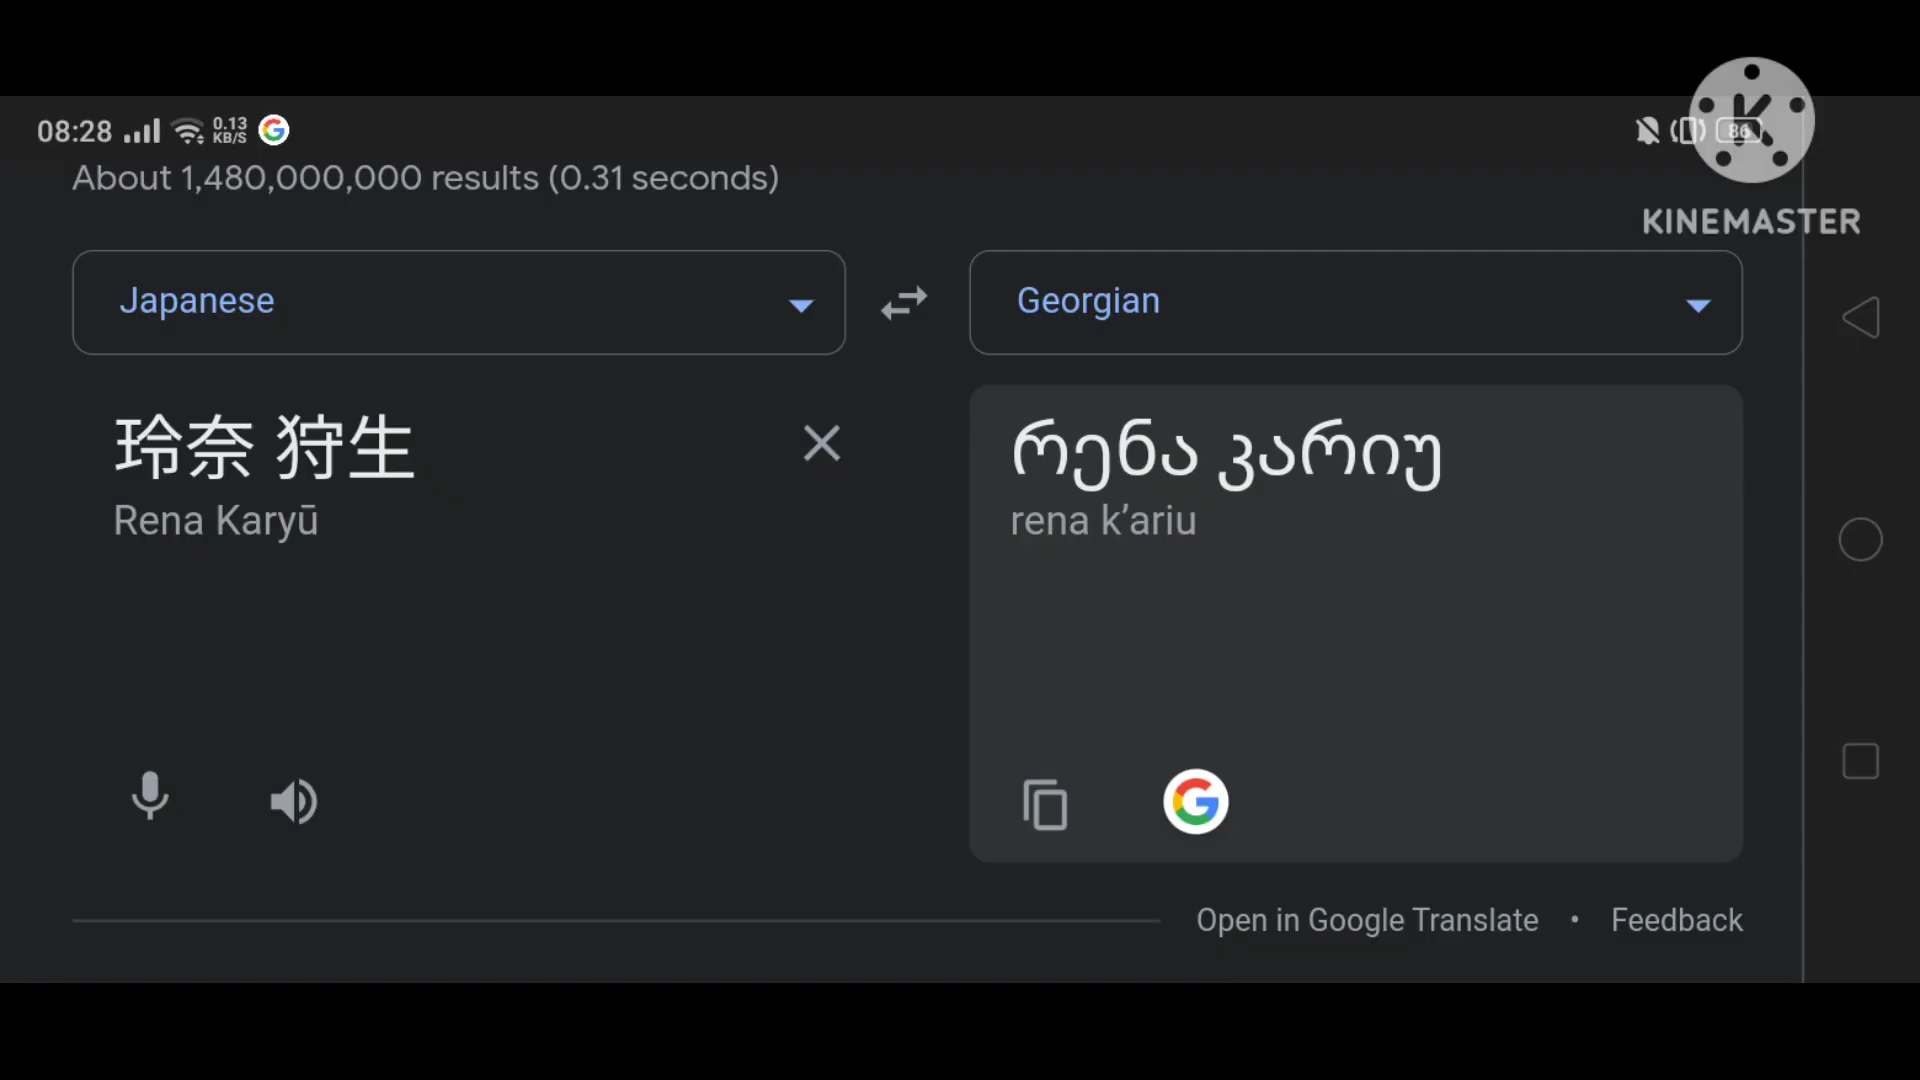 08:28 0.13 KB/S 86
KINEMASTER
About 1,480,000,000 results (0.31 seconds)
Japanese
Georgian
玲奈 狩生
Rena Karyū
რენა კარიუ
rena k’ariu
Open in Google Translate • Feedback